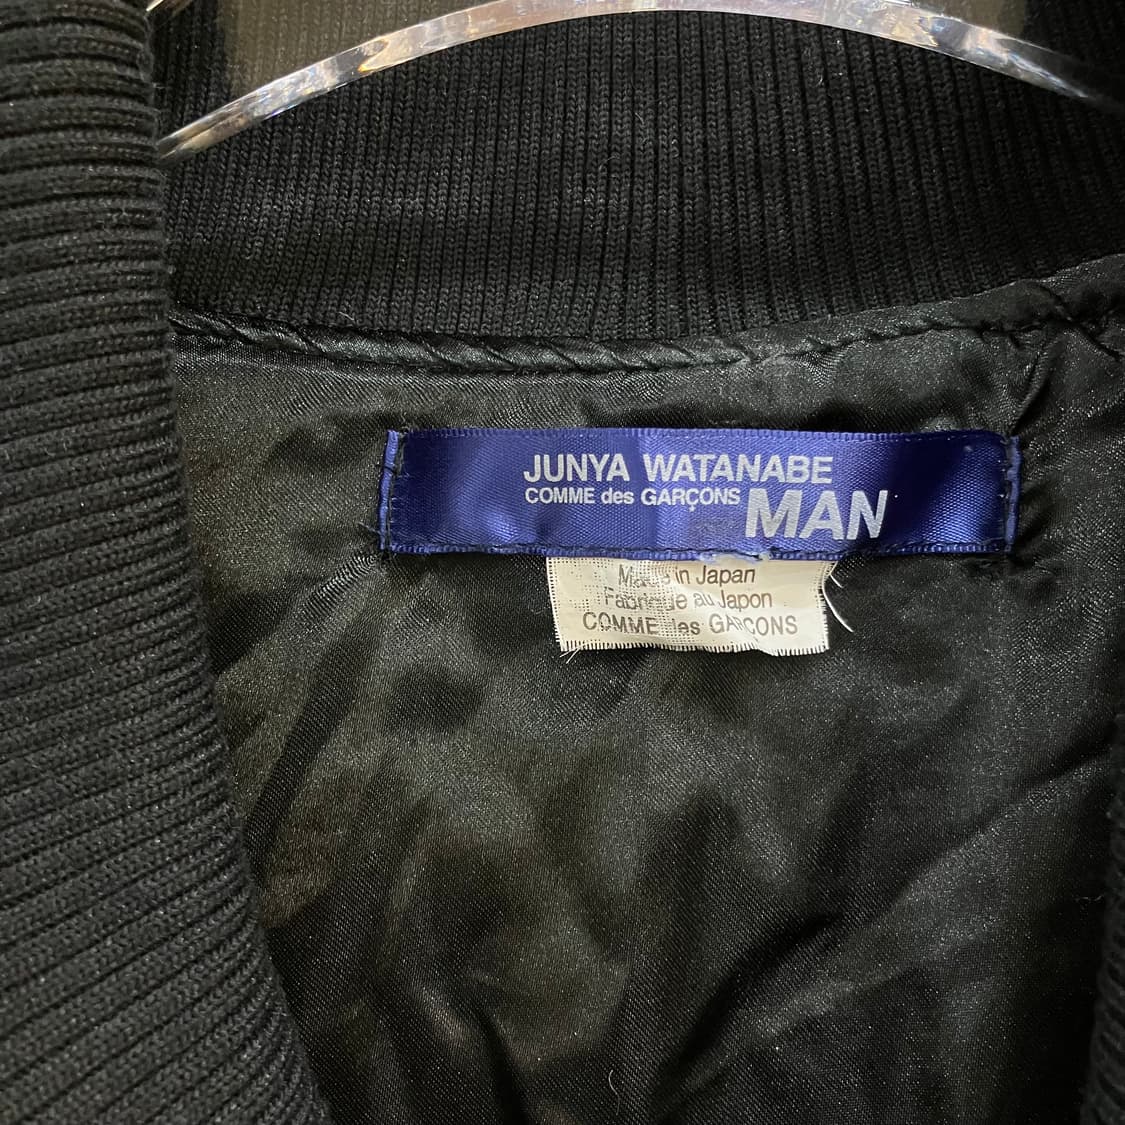 JUNYA WATANABE
COMME des GARÇONS MAN
Made in Japan
Fabriqué au Japon
COMME des GARÇONS